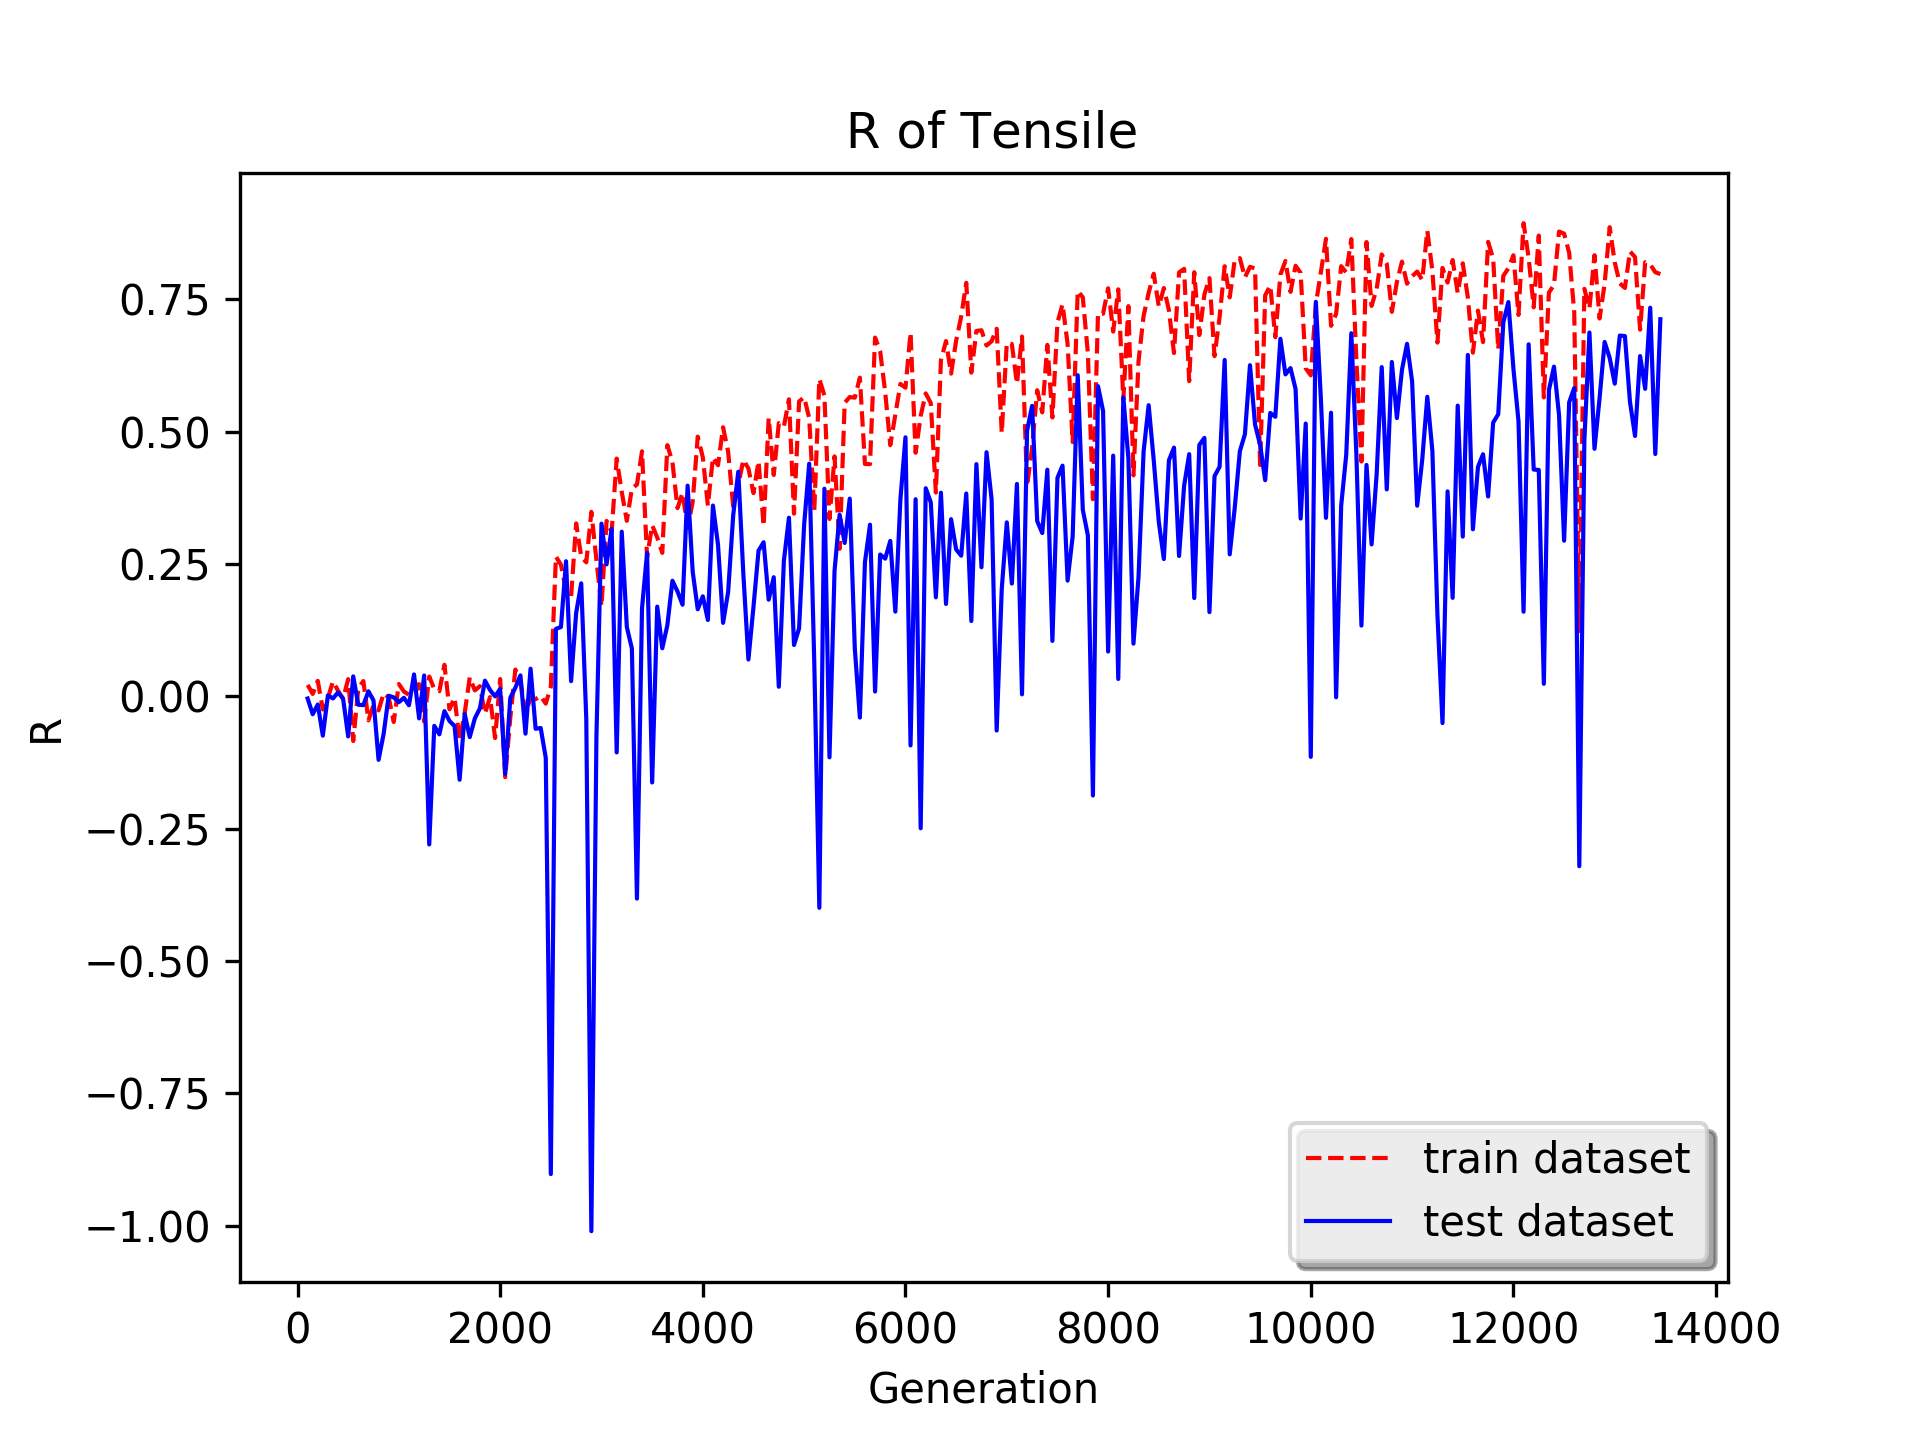 R of Tensile
R
0.75
0.50
0.25
0.00
−0.25
−0.50
−0.75
−1.00
train dataset
test dataset
0 2000 4000 6000 8000 10000 12000 14000
Generation